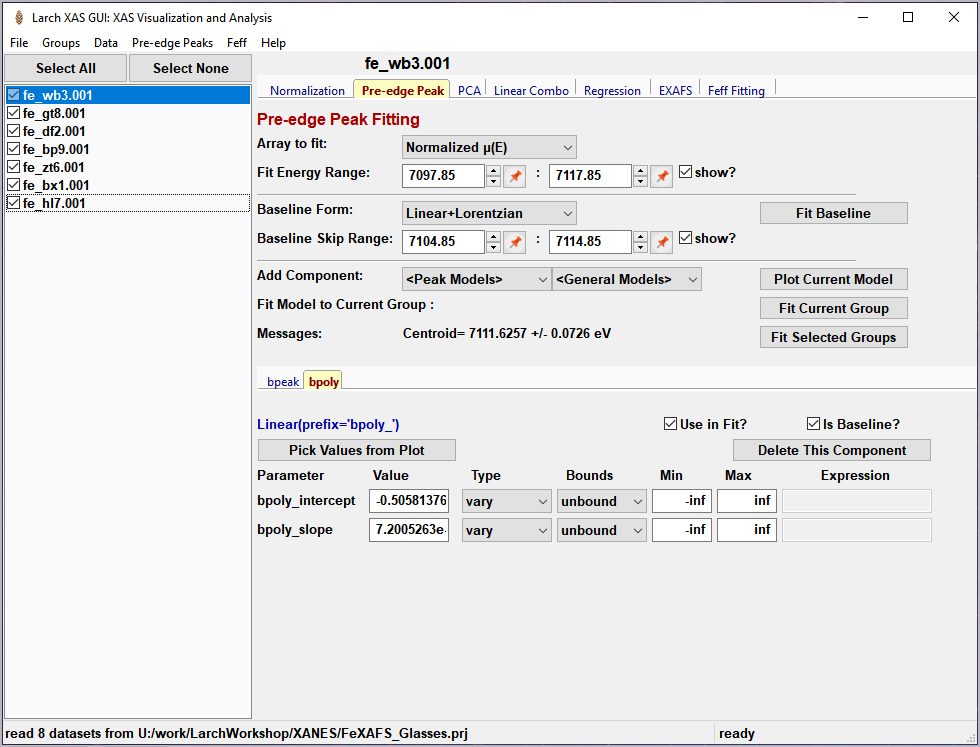 Larch XAS GUI: XAS Visualization and Analysis
File Groups Data Pre-edge Peaks Feff Help
Select All Select None
fe_wb3.001
fe_gt8.001
fe_df2.001
fe_bp9.001
fe_zt6.001
fe_bx1.001
fe_hl7.001
fe_wb3.001
Normalization Pre-edge Peak PCA Linear Combo Regression EXAFS Feff Fitting
Pre-edge Peak Fitting
Array to fit: Normalized μ(E)
Fit Energy Range: 7097.85 : 7117.85 show?
Baseline Form: Linear+Lorentzian Fit Baseline
Baseline Skip Range: 7104.85 : 7114.85 show?
Add Component: <Peak Models> <General Models> Plot Current Model
Fit Model to Current Group : Fit Current Group
Messages: Centroid= 7111.6257 +/- 0.0726 eV Fit Selected Groups
bpeak bpoly
Linear(prefix='bpoly_') Use in Fit? Is Baseline?
Pick Values from Plot Delete This Component
Parameter Value Type Bounds Min Max Expression
bpoly_intercept -0.50581376 vary unbound -inf inf
bpoly_slope 7.2005263e- vary unbound -inf inf
read 8 datasets from U:/work/LarchWorkshop/XANES/FeXAFS_Glasses.prj ready